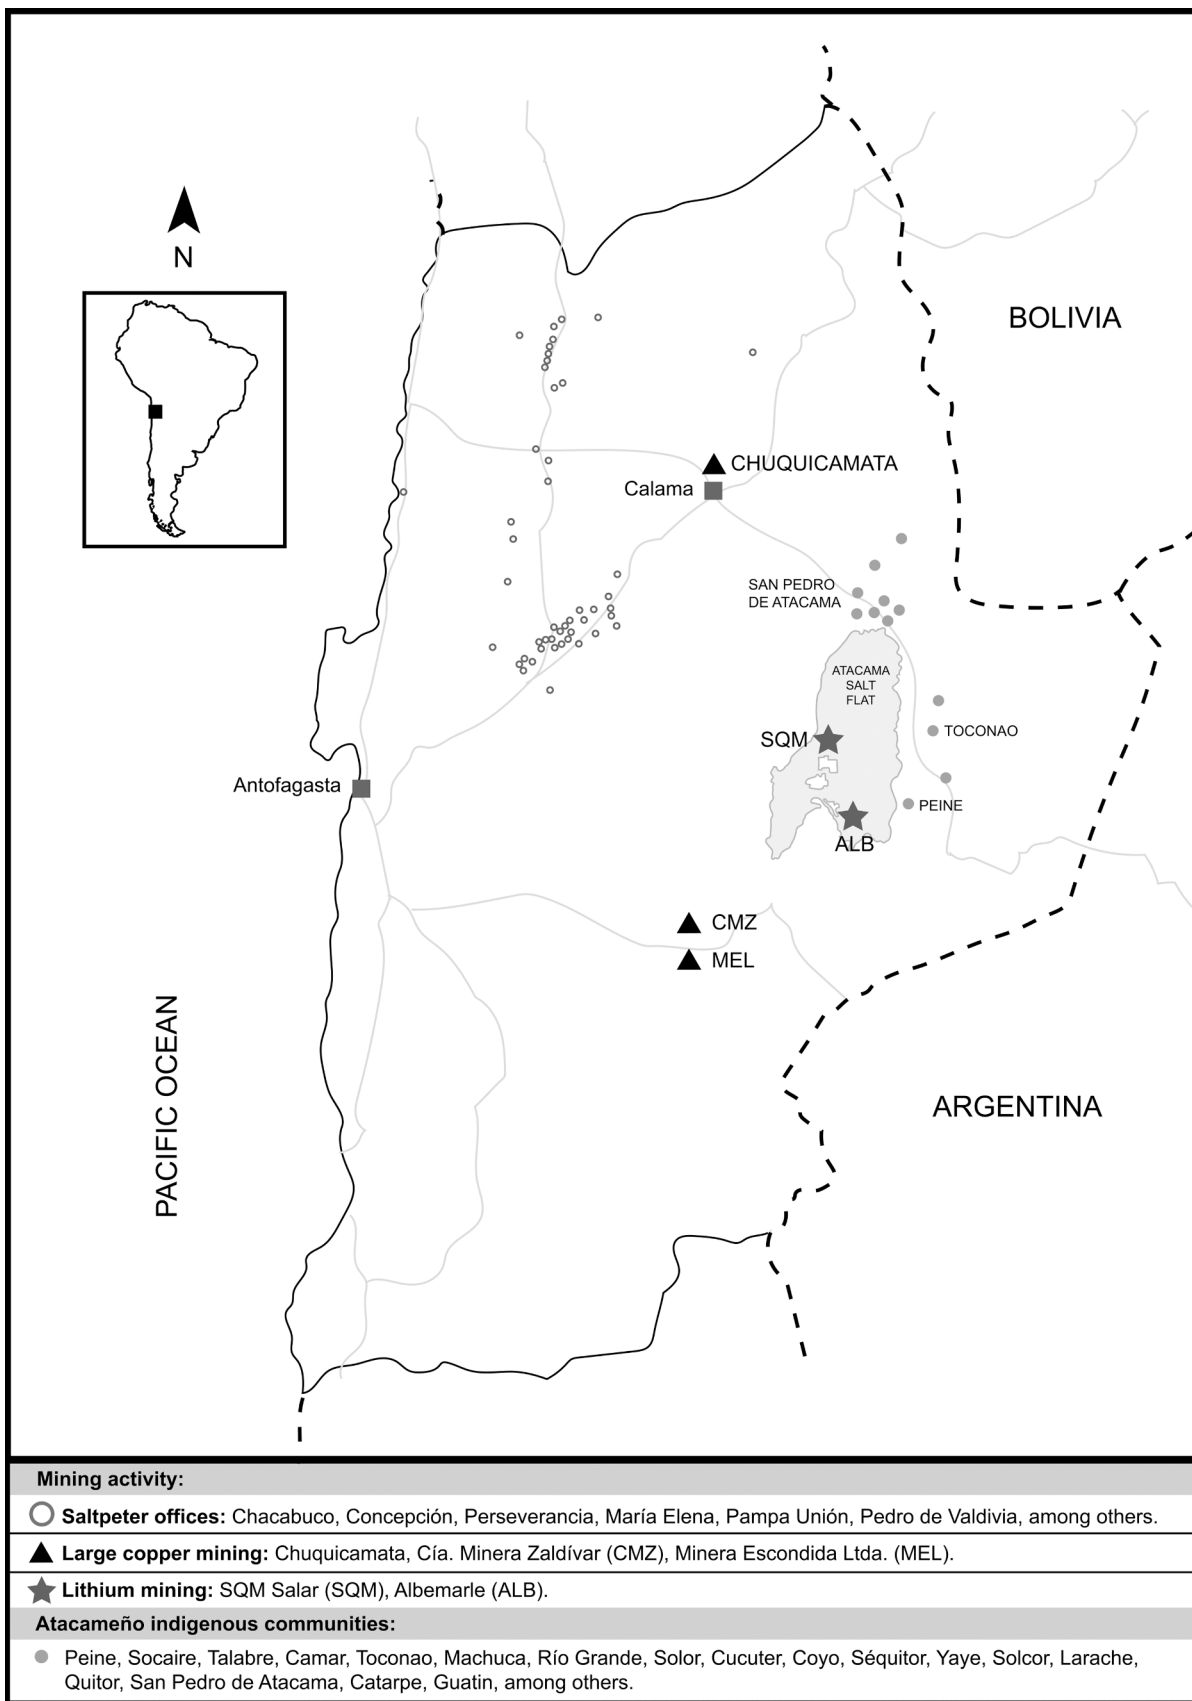 N
BOLIVIA
CHUQUICAMATA
Calama
SAN PEDRO
DE ATACAMA
ATACAMA
SALT
FLAT
SQM
TOCONAO
Antofagasta
PEINE
ALB
CMZ
MEL
PACIFIC OCEAN
ARGENTINA
Mining activity:
Saltpeter offices: Chacabuco, Concepción, Perseverancia, María Elena, Pampa Unión, Pedro de Valdivia, among others.
Large copper mining: Chuquicamata, Cía. Minera Zaldívar (CMZ), Minera Escondida Ltda. (MEL).
Lithium mining: SQM Salar (SQM), Albemarle (ALB).
Atacameño indigenous communities:
Peine, Socaire, Talabre, Camar, Toconao, Machuca, Río Grande, Solor, Cucuter, Coyo, Séquitor, Yaye, Solcor, Larache,
Quitor, San Pedro de Atacama, Catarpe, Guatin, among others.